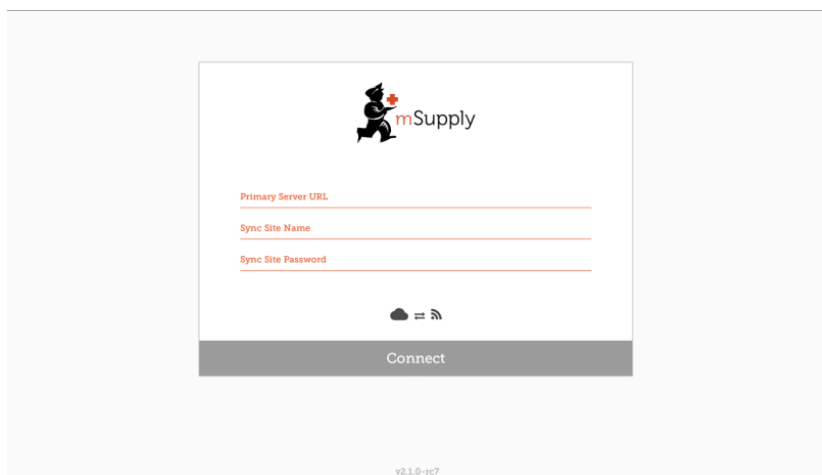 mSupply
Primary Server URL
Sync Site Name
Sync Site Password
Connect
v2.1.0-rc7